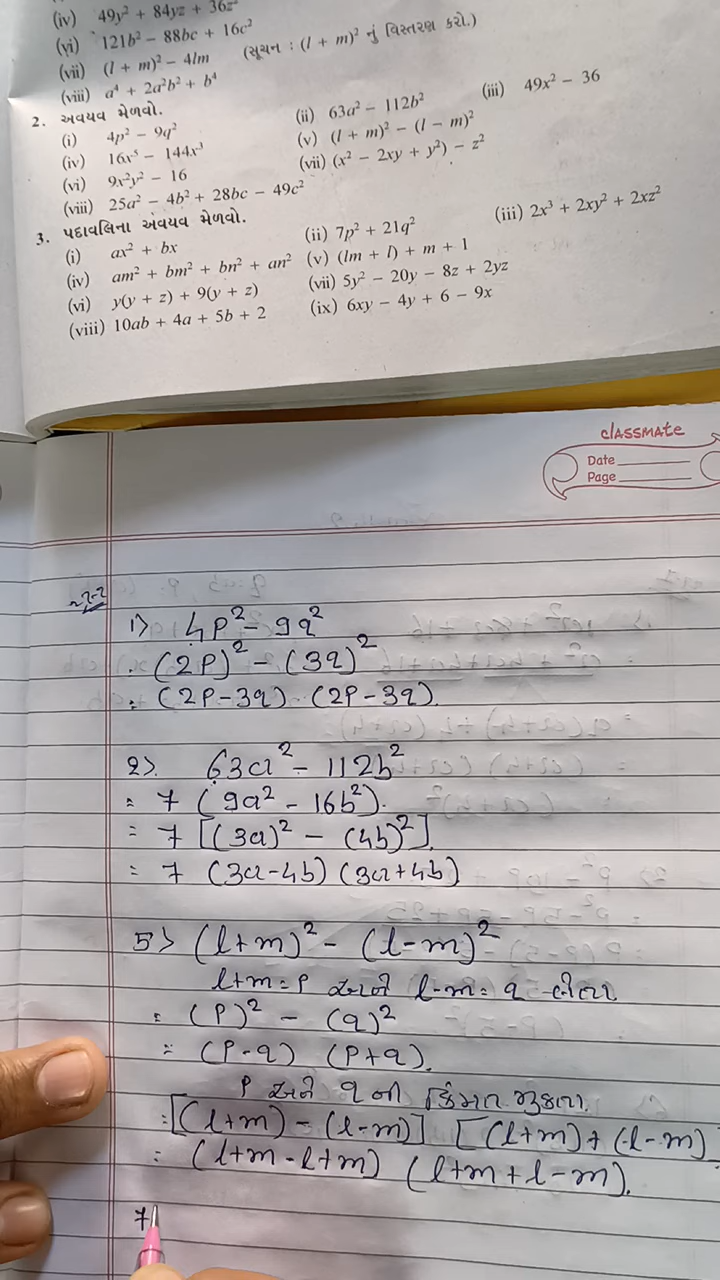 (iv) 49y² + 84yz + 36z²
(vi) 121b² – 88bc + 16c²
(vii) (l + m)² – 4lm (સૂચન : (l + m)² નું વિસ્તરણ કરો.)
(viii) a⁴ + 2a²b² + b⁴
2. અવયવ મેળવો.
(i) 4p² – 9q² (ii) 63a² – 112b² (iii) 49x² – 36
(iv) 16x⁵ – 144x³ (v) (l + m)² – (l – m)²
(vi) 9x²y² – 16 (vii) (x² – 2xy + y²) – z²
(viii) 25a² – 4b² + 28bc – 49c²
3. પદાવલિના અવયવ મેળવો.
(i) ax² + bx (ii) 7p² + 21q² (iii) 2x³ + 2xy² + 2xz²
(iv) am² + bm² + bn² + an² (v) (lm + l) + m + 1
(vi) y(y + z) + 9(y + z) (vii) 5y² – 20y – 8z + 2yz
(viii) 10ab + 4a + 5b + 2 (ix) 6xy – 4y + 6 – 9x
classmate
Date
Page
1> 4p² - 9q²
(2p)² - (3q)²
(2p-3q) (2p-3q).
2>. 63a² - 112b²
= 7 (9a² - 16b²).
= 7 [(3a)² - (4b)²].
= 7 (3a-4b) (3a+4b)
5> (l+m)² - (l-m)²
l+m = p અને l-m = q લેતા
= (p)² - (q)²
= (p-q) (p+q).
p અને q ની કિંમત મુકતા.
= [(l+m) - (l-m)] [(l+m) + (l-m)]
= (l+m-l+m) (l+m+l-m).
7